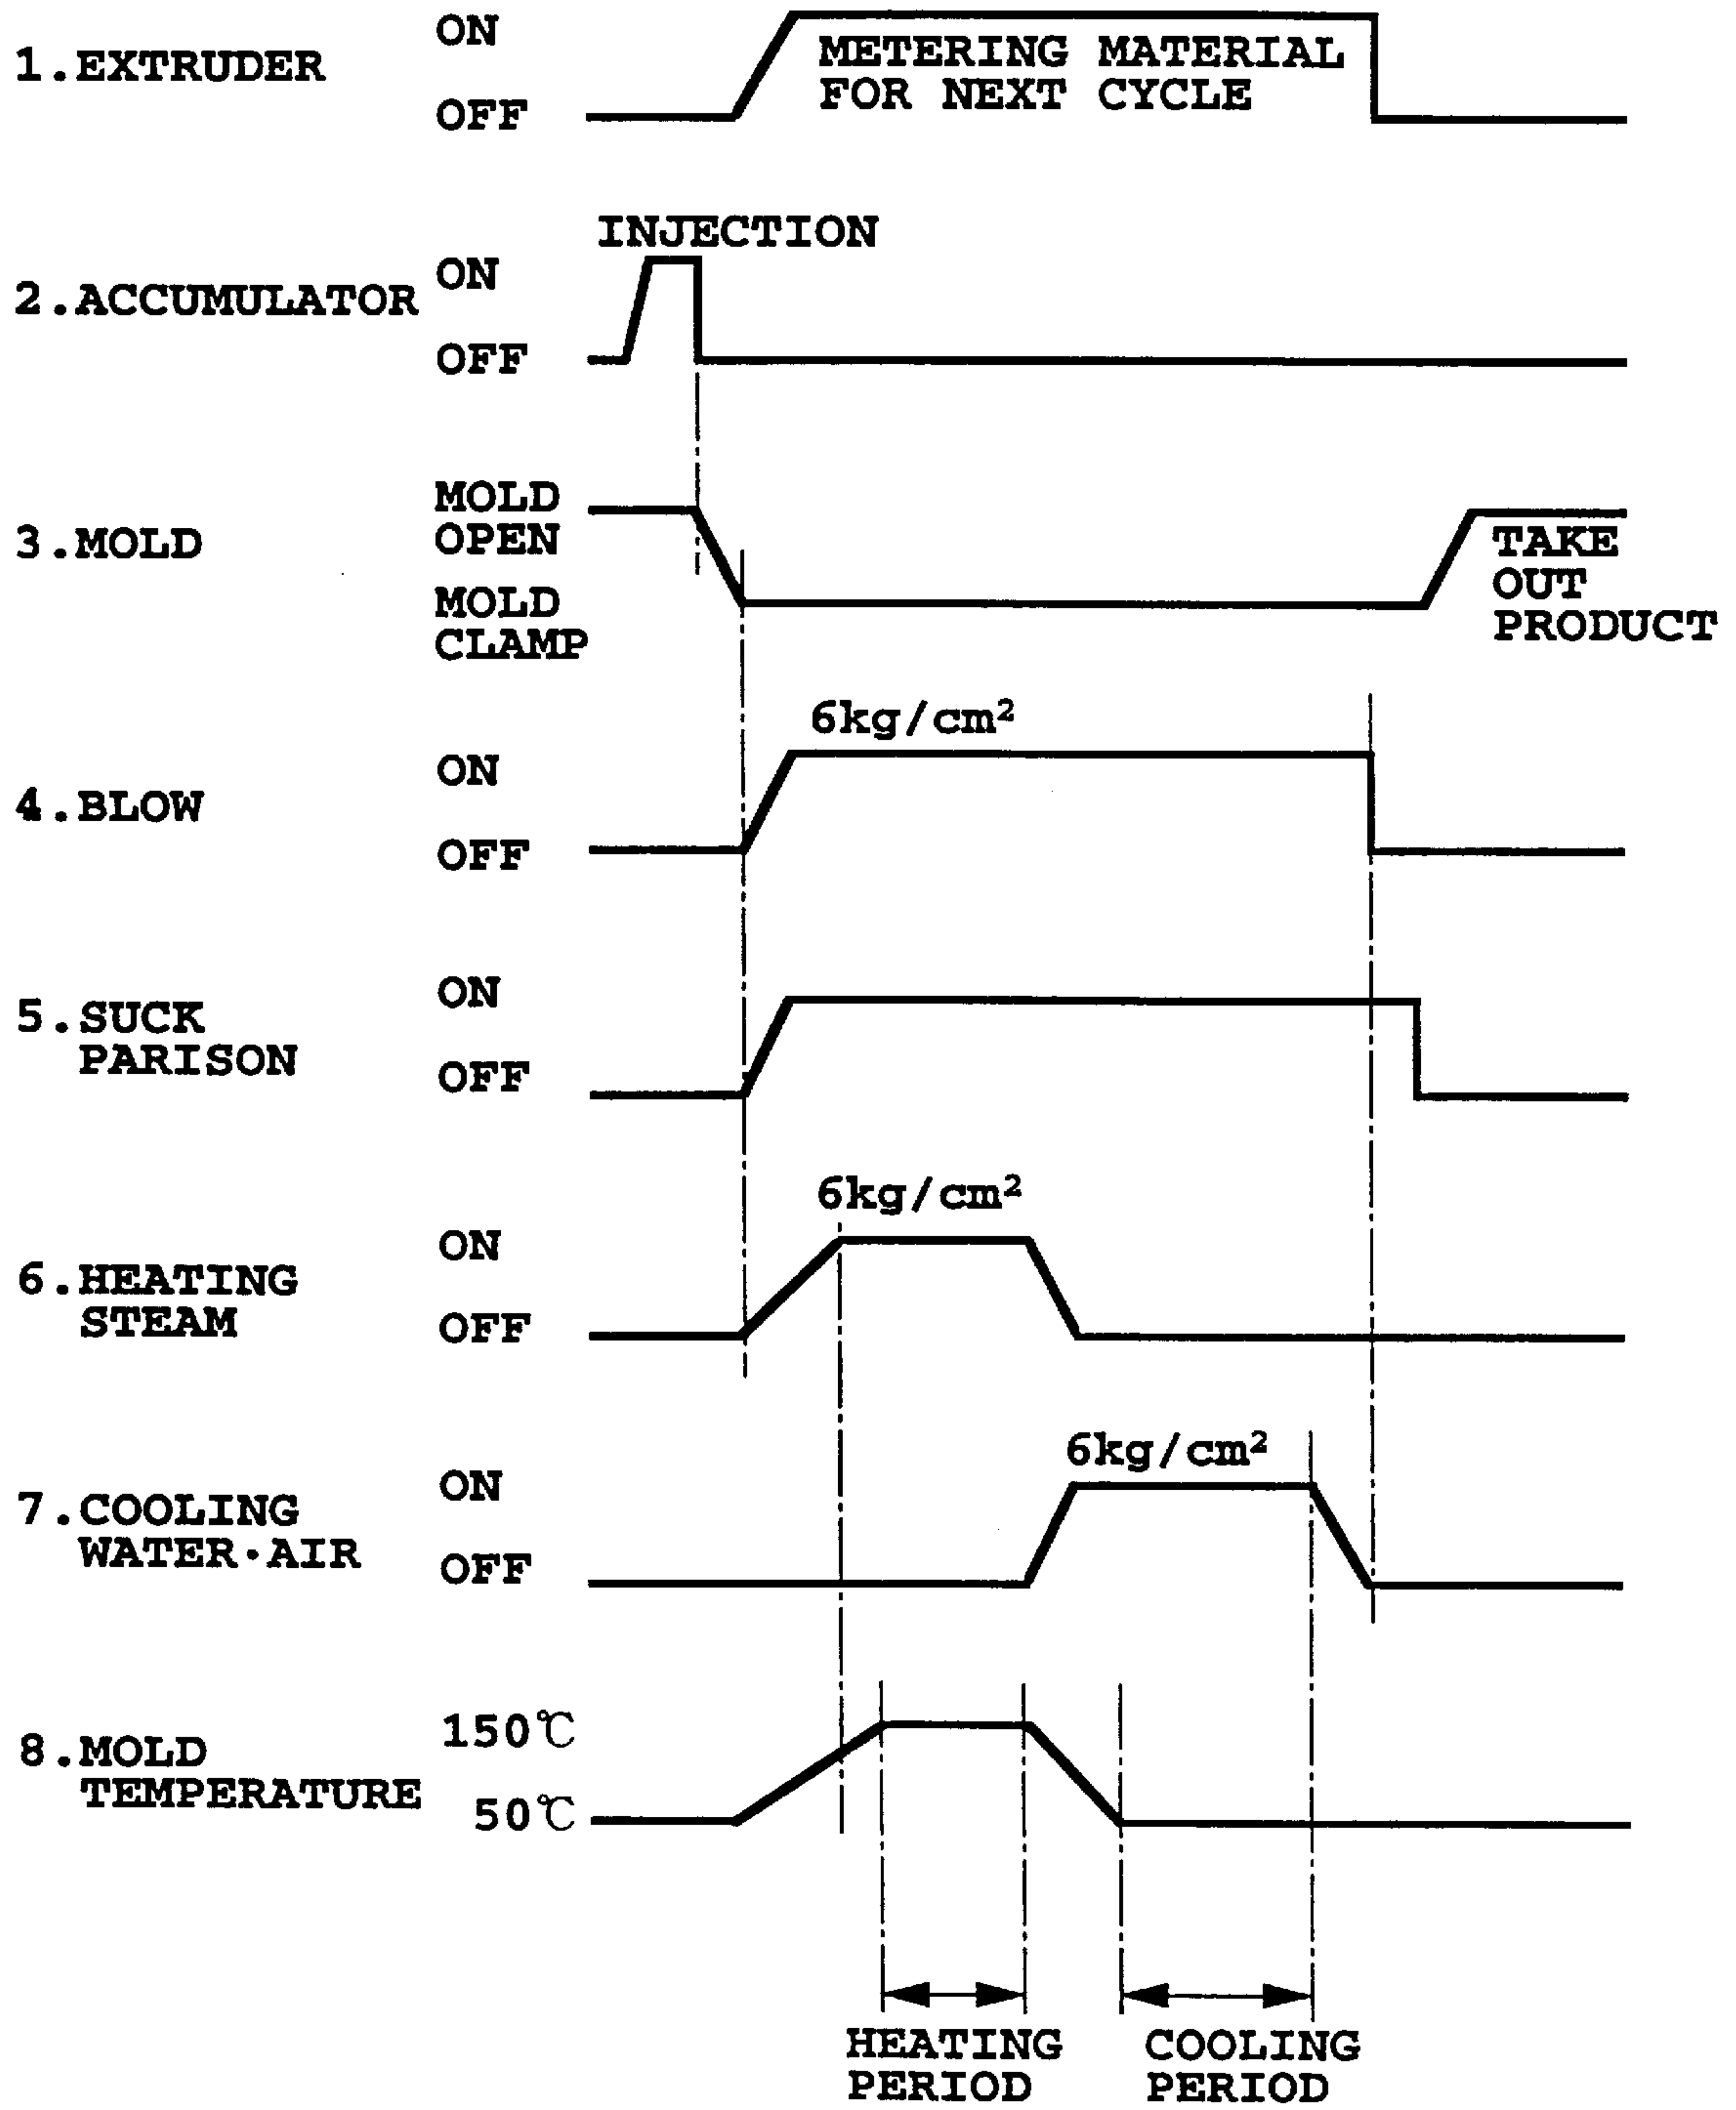 1.EXTRUDER
ON
OFF
METERING MATERIAL
FOR NEXT CYCLE
INJECTION
2.ACCUMULATOR
ON
OFF
3.MOLD
MOLD
OPEN
MOLD
CLAMP
TAKE
OUT
PRODUCT
6kg/cm²
4.BLOW
ON
OFF
5.SUCK
PARISON
ON
OFF
6kg/cm²
6.HEATING
STEAM
ON
OFF
6kg/cm²
7.COOLING
WATER·AIR
ON
OFF
8.MOLD
TEMPERATURE
150℃
50℃
HEATING
PERIOD
COOLING
PERIOD